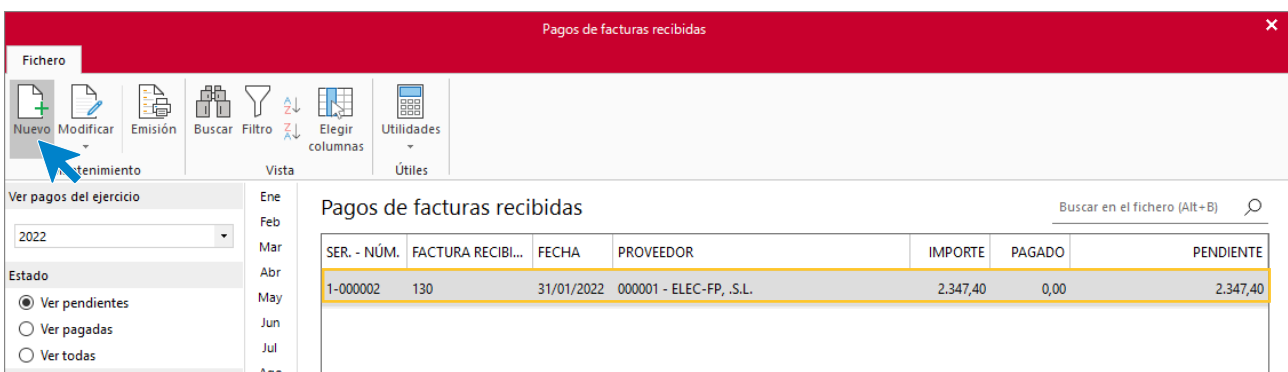 Pagos de facturas recibidas
Fichero
Nuevo Modificar Emisión Buscar Filtro Elegir columnas Utilidades
Vista Útiles
Ver pagos del ejercicio
2022
Estado
Ver pendientes
Ver pagadas
Ver todas
Ene
Feb
Mar
Abr
May
Jun
Jul
Pagos de facturas recibidas
Buscar en el fichero (Alt+B)
SER. - NÚM. FACTURA RECIBI... FECHA PROVEEDOR IMPORTE PAGADO PENDIENTE
1-000002 130 31/01/2022 000001 - ELEC-FP, .S.L. 2.347,40 0,00 2.347,40